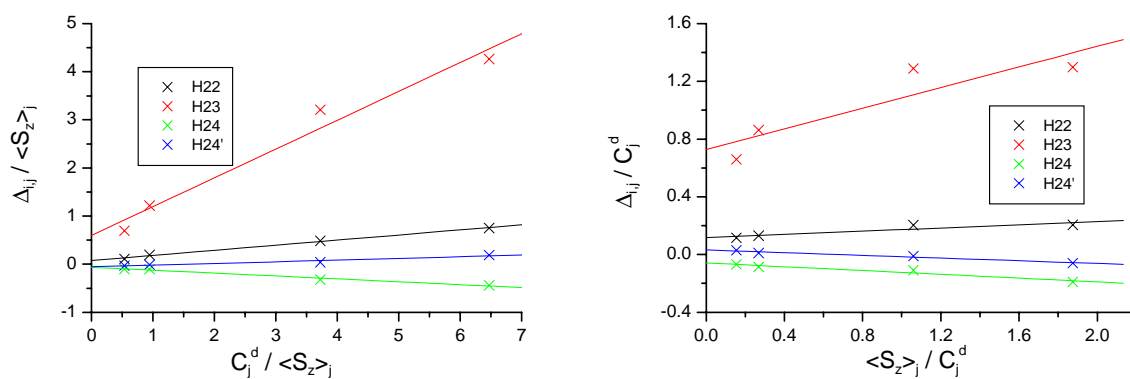 5
4
3
2
1
0
-1
0 1 2 3 4 5 6 7
Δi,j / <Sz>j
Cjd / <Sz>j
H22
H23
H24
H24'
1.6
1.2
0.8
0.4
0.0
-0.4
0.0 0.4 0.8 1.2 1.6 2.0
Δi,j / Cjd
<Sz>j / Cjd
H22
H23
H24
H24'